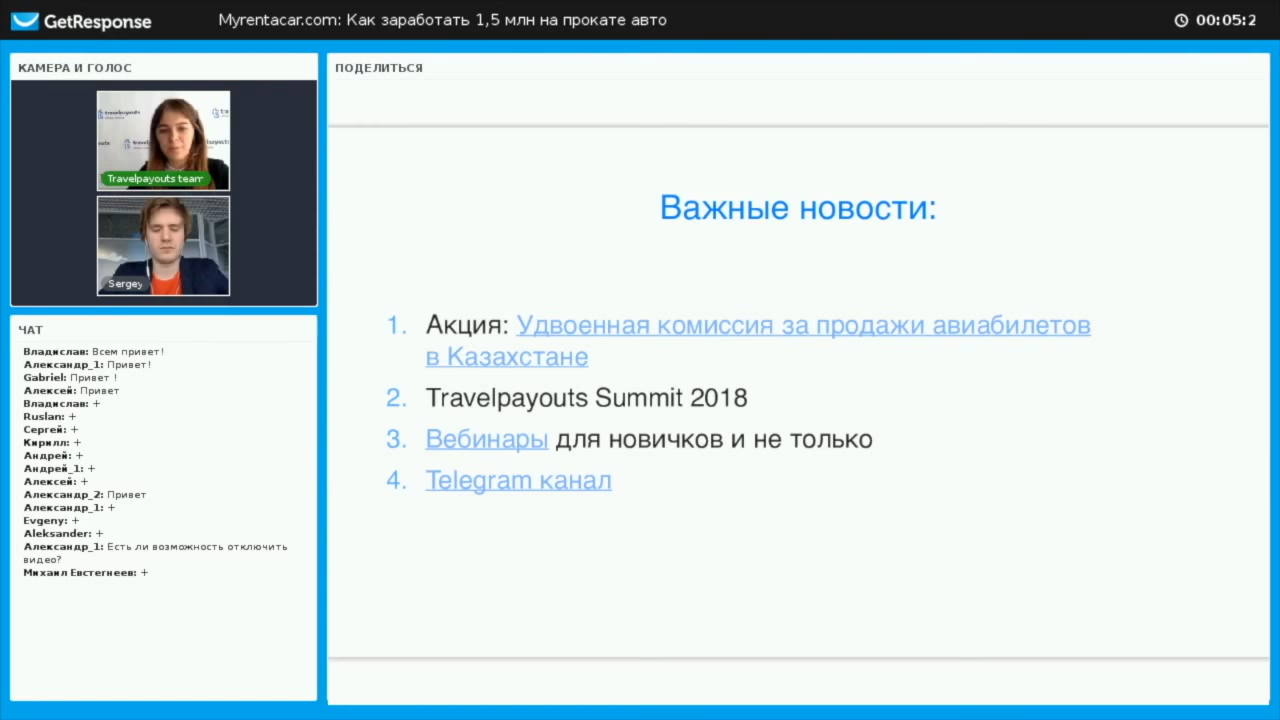 GetResponse
Myrentacar.com: Как заработать 1,5 млн на прокате авто
00:05:2
КАМЕРА И ГОЛОС
travelpayouts
Travelpayouts team
Sergey
ЧАТ
Владислав: Всем привет!
Александр_1: Привет!
Gabriel: Привет !
Алексей: Привет
Владислав: +
Ruslan: +
Сергей: +
Кирилл: +
Андрей: +
Андрей_1: +
Алексей: +
Александр_2: Привет
Александр_1: +
Evgeny: +
Aleksander: +
Александр_1: Есть ли возможность отключить
видео?
Михаил Евстегнеев: +
ПОДЕЛИТЬСЯ
Важные новости:
1. Акция: Удвоенная комиссия за продажи авиабилетов
в Казахстане
2. Travelpayouts Summit 2018
3. Вебинары для новичков и не только
4. Telegram канал